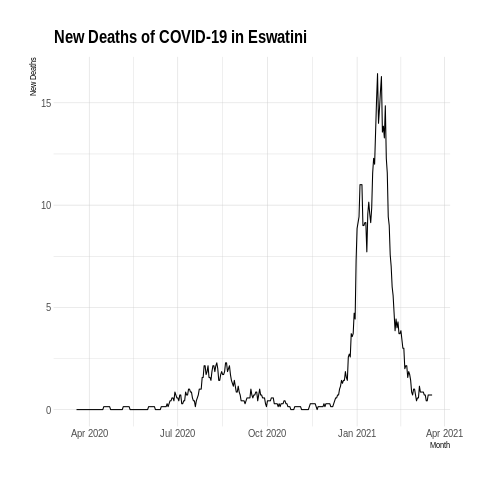 New Deaths of COVID-19 in Eswatini
New Deaths
15
10
5
0
Apr 2020 Jul 2020 Oct 2020 Jan 2021 Apr 2021
Month